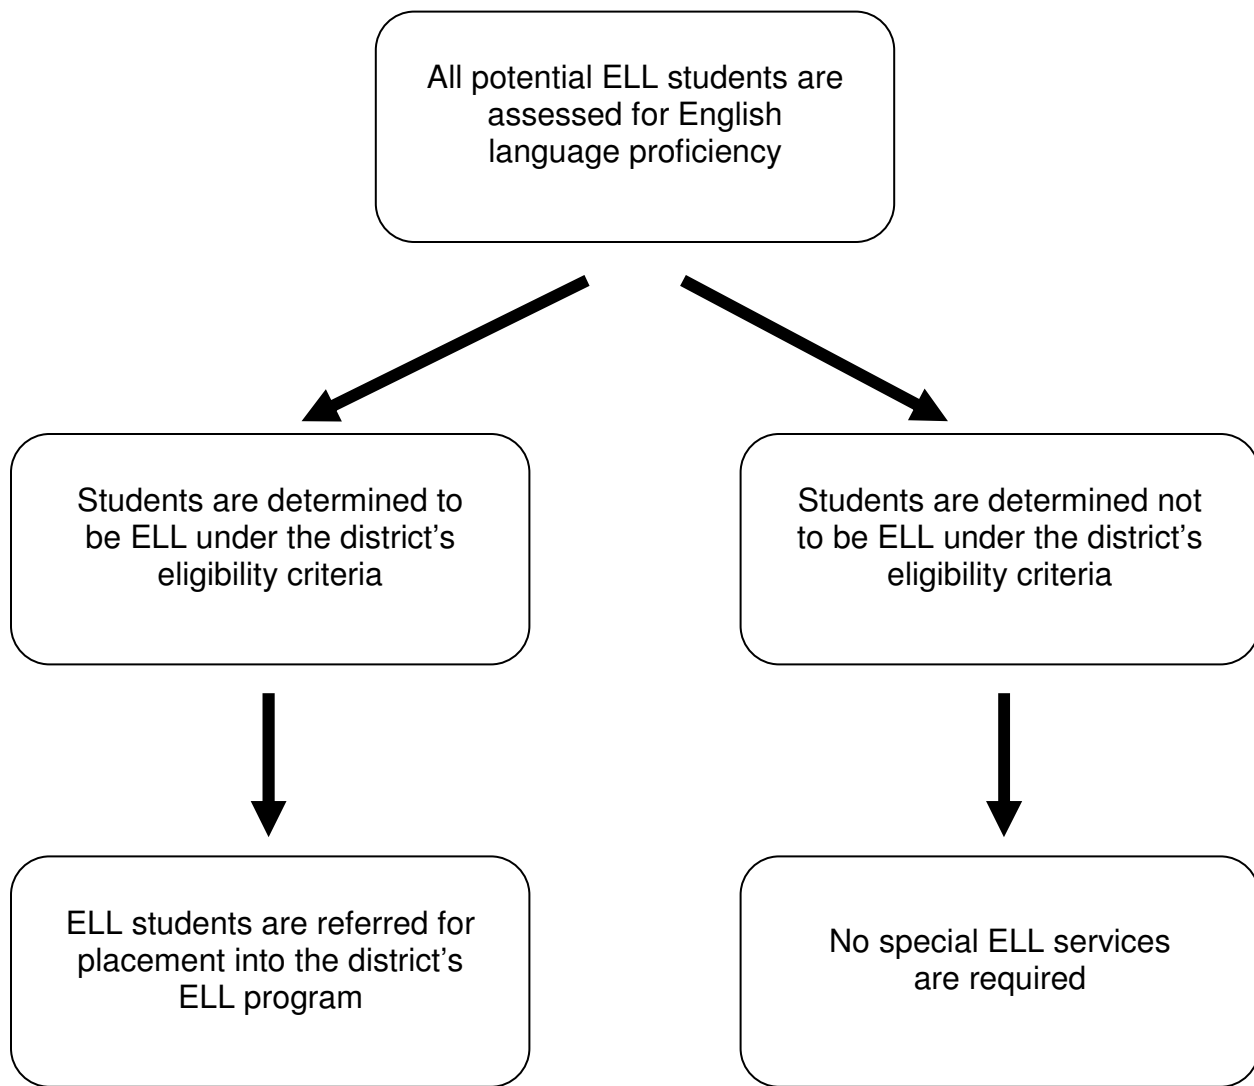 All potential ELL students are
assessed for English
language proficiency
Students are determined to
be ELL under the district’s
eligibility criteria
Students are determined not
to be ELL under the district’s
eligibility criteria
ELL students are referred for
placement into the district’s
ELL program
No special ELL services
are required